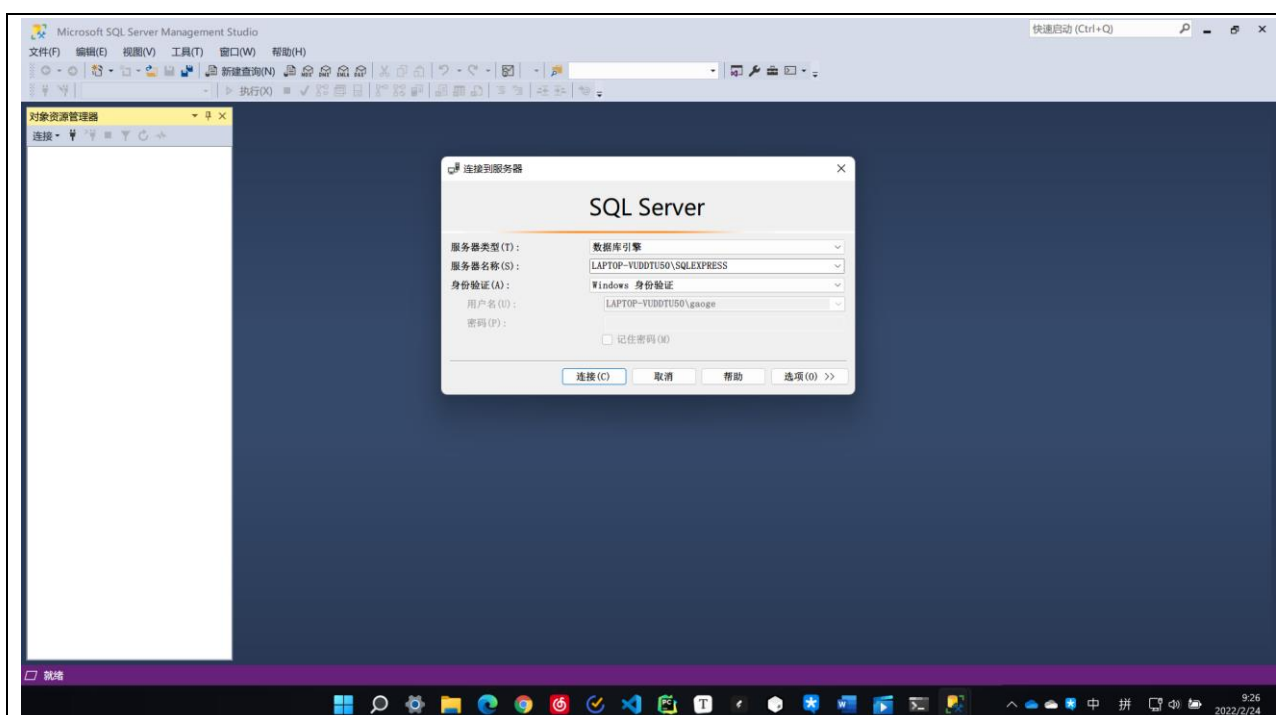 Microsoft SQL Server Management Studio
快速启动 (Ctrl+Q)
文件(F) 编辑(E) 视图(V) 工具(T) 窗口(W) 帮助(H)
新建查询(N)
执行(X)
对象资源管理器
连接
连接到服务器
SQL Server
服务器类型(T): 数据库引擎
服务器名称(S): LAPTOP-VUDDTU50\SQLEXPRESS
身份验证(A): Windows 身份验证
用户名(U): LAPTOP-VUDDTU50\gaoge
密码(P):
记住密码(M)
连接(C) 取消 帮助 选项(O) >>
就绪
中 拼 9:26
2022/2/24